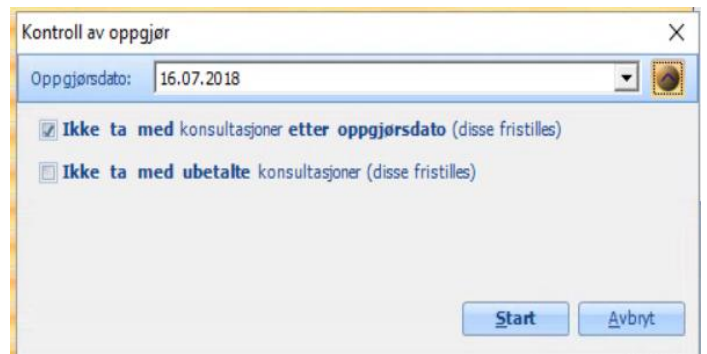 Kontroll av oppgjør
Oppgjørsdato: 16.07.2018
Ikke ta med konsultasjoner etter oppgjørsdato (disse fristilles)
Ikke ta med ubetalte konsultasjoner (disse fristilles)
Start Avbryt